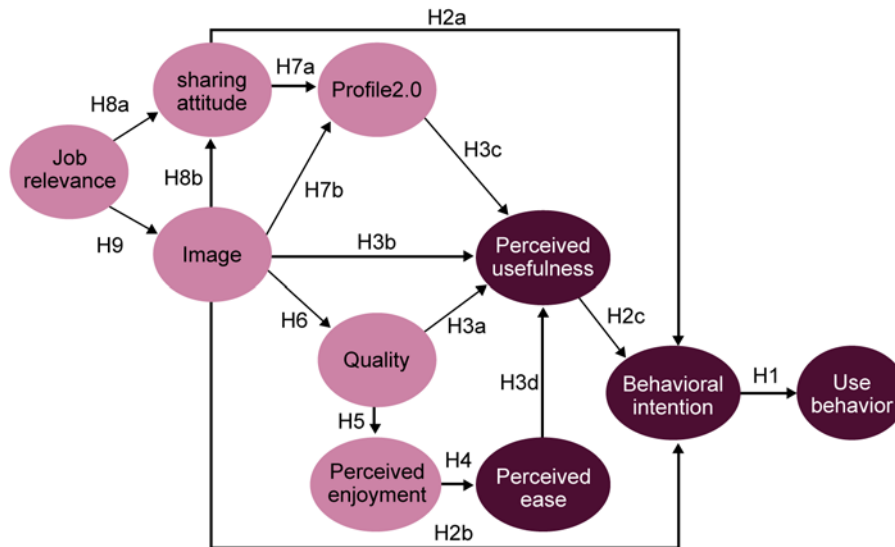 H2a
sharing
attitude
H7a
Profile2.0
H8a
Job
relevance
H8b
H7b
H3c
H9
Image
H3b
Perceived
usefulness
H6
H3a
H2c
Quality
H3d
Behavioral
intention
H1
Use
behavior
H5
Perceived
enjoyment
H4
Perceived
ease
H2b